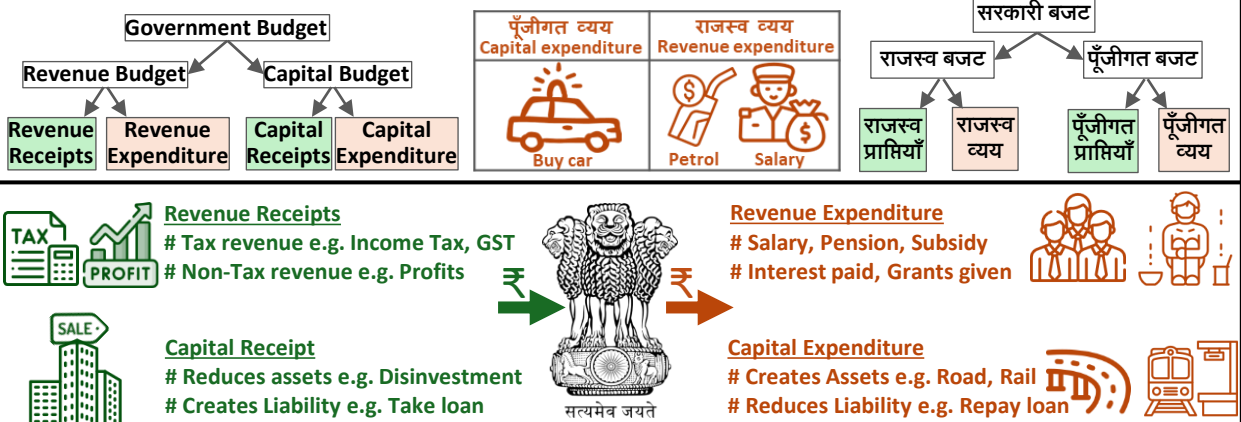 Government Budget
Revenue Budget
Capital Budget
Revenue
Receipts
Revenue
Expenditure
Capital
Receipts
Capital
Expenditure
पूँजीगत व्यय
Capital expenditure
राजस्व व्यय
Revenue expenditure
Buy car
$
$
Petrol
Salary
सरकारी बजट
राजस्व बजट
पूँजीगत बजट
राजस्व
प्राप्तियाँ
राजस्व
व्यय
पूँजीगत
प्राप्तियाँ
पूँजीगत
व्यय
TAX
PROFIT
Revenue Receipts
# Tax revenue e.g. Income Tax, GST
# Non-Tax revenue e.g. Profits
SALE
Capital Receipt
# Reduces assets e.g. Disinvestment
# Creates Liability e.g. Take loan
₹
सत्यमेव जयते
₹
Revenue Expenditure
# Salary, Pension, Subsidy
# Interest paid, Grants given
Capital Expenditure
# Creates Assets e.g. Road, Rail
# Reduces Liability e.g. Repay loan